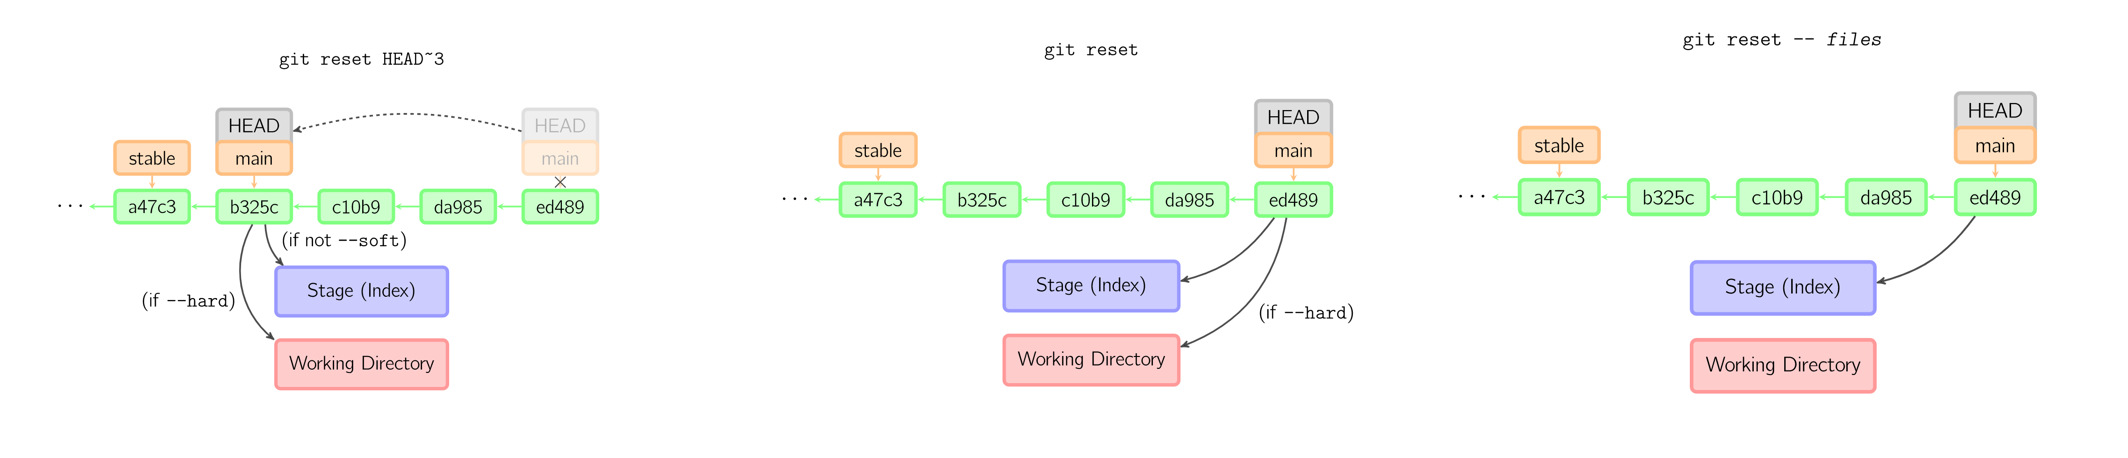 git reset HEAD~3
HEAD
HEAD
stable
main
main
×
··· a47c3 b325c c10b9 da985 ed489
(if not --soft)
Stage (Index)
(if --hard)
Working Directory
git reset
HEAD
stable
main
··· a47c3 b325c c10b9 da985 ed489
Stage (Index)
(if --hard)
Working Directory
git reset -- files
HEAD
stable
main
··· a47c3 b325c c10b9 da985 ed489
Stage (Index)
Working Directory